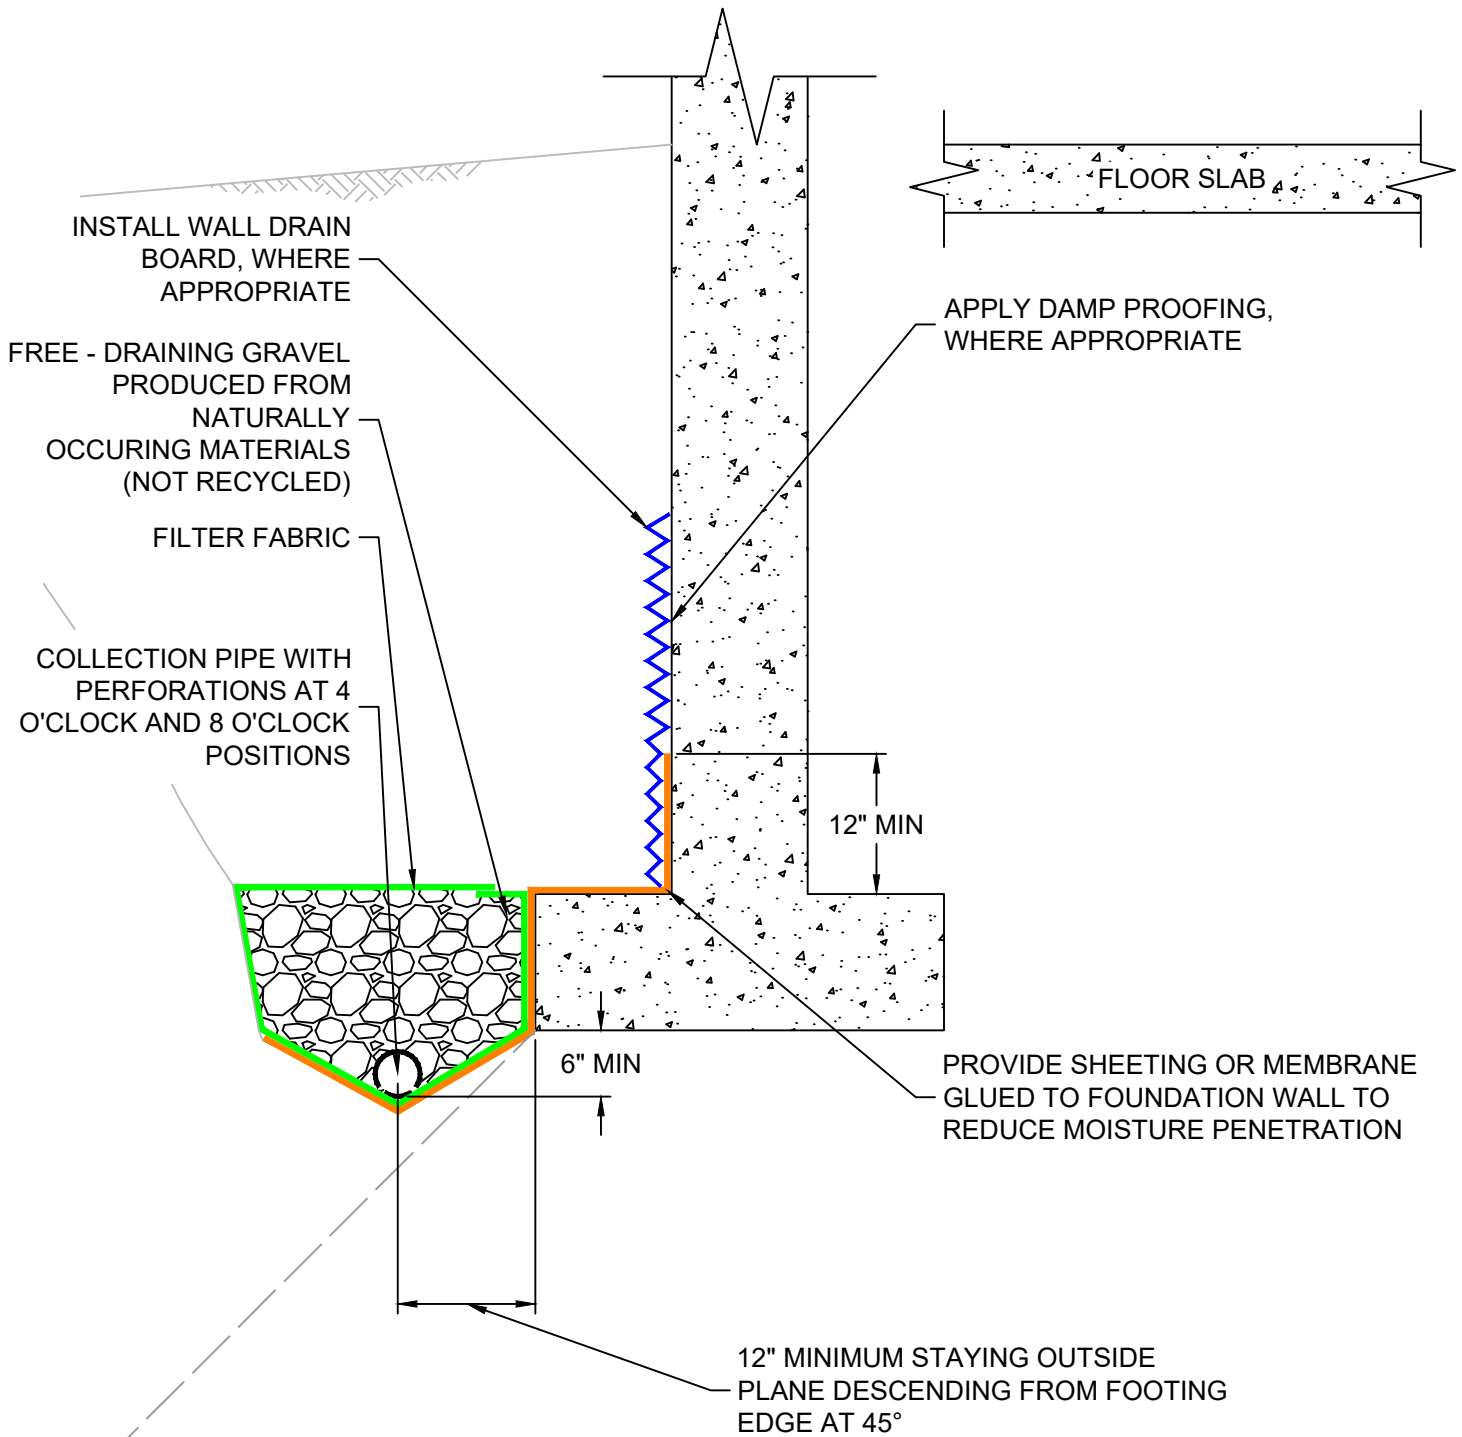 FLOOR SLAB
INSTALL WALL DRAIN
BOARD, WHERE
APPROPRIATE
APPLY DAMP PROOFING,
WHERE APPROPRIATE
FREE - DRAINING GRAVEL
PRODUCED FROM
NATURALLY
OCCURING MATERIALS
(NOT RECYCLED)
FILTER FABRIC
COLLECTION PIPE WITH
PERFORATIONS AT 4
O'CLOCK AND 8 O'CLOCK
POSITIONS
12" MIN
6" MIN
PROVIDE SHEETING OR MEMBRANE
GLUED TO FOUNDATION WALL TO
REDUCE MOISTURE PENETRATION
12" MINIMUM STAYING OUTSIDE
PLANE DESCENDING FROM FOOTING
EDGE AT 45°